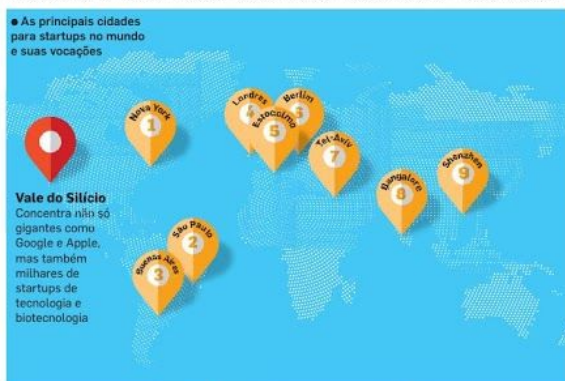 • As principais cidades
para startups no mundo
e suas vocações
Nova York
1
Londres
4
Berlim
6
Estocolmo
5
Tel-Aviv
7
Bangalore
8
Shenzhen
9
Vale do Silício
Concentra não só
gigantes como
Google e Apple,
mas também
milhares de
startups de
tecnologia e
biotecnologia
São Paulo
2
Buenos Aires
3